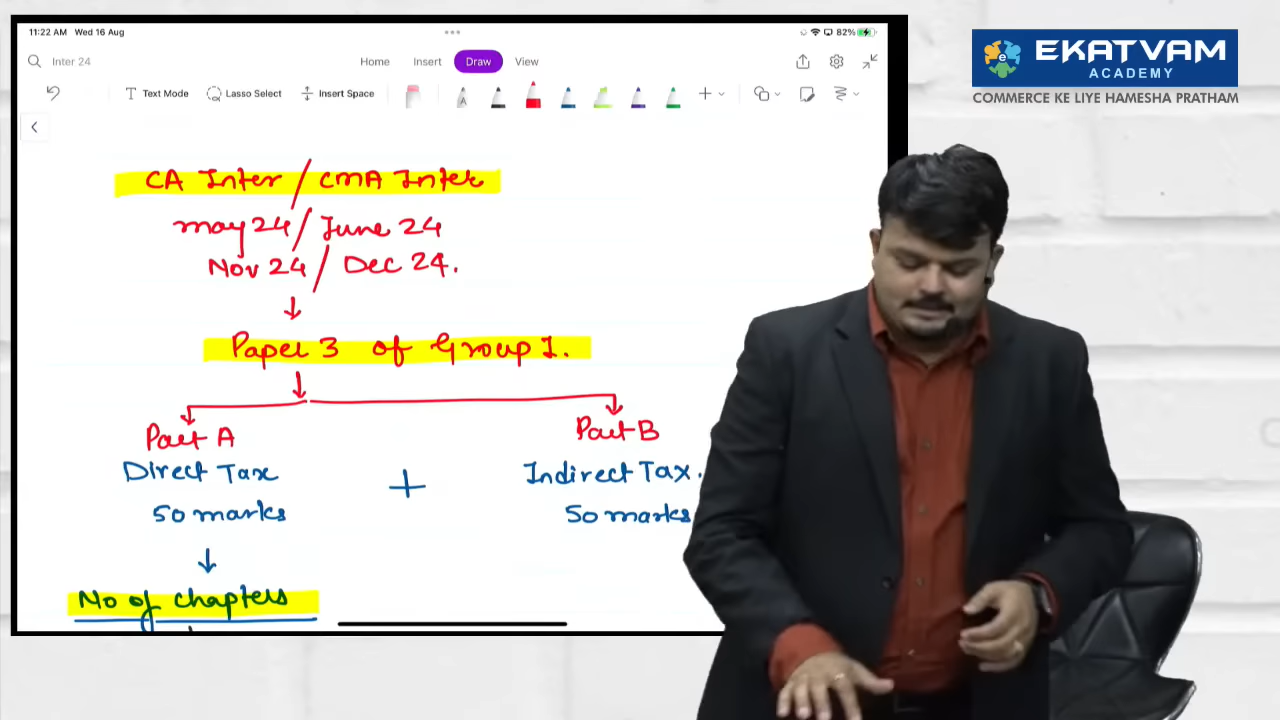 11:22 AM Wed 16 Aug
82%
Inter 24
Home Insert Draw View
Text Mode Lasso Select Insert Space
EKATVAM
ACADEMY
COMMERCE KE LIYE HAMESHA PRATHAM
CA Inter / CMA Inter
may 24 / June 24
Nov 24 / Dec 24.
Paper 3 of Group I.
Part A
Part B
Direct Tax + Indirect Tax.
50 marks
50 marks
No of chapters